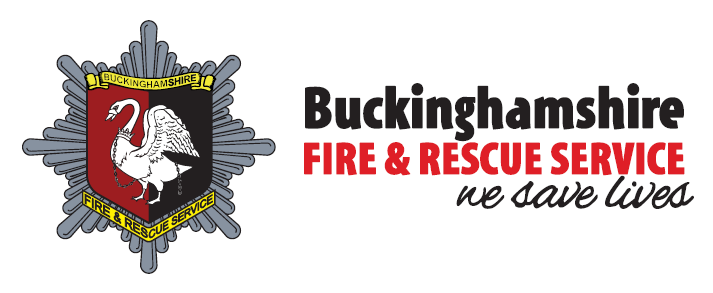 BUCKINGHAMSHIRE
FIRE & RESCUE SERVICE
Buckinghamshire
FIRE & RESCUE SERVICE
we save lives